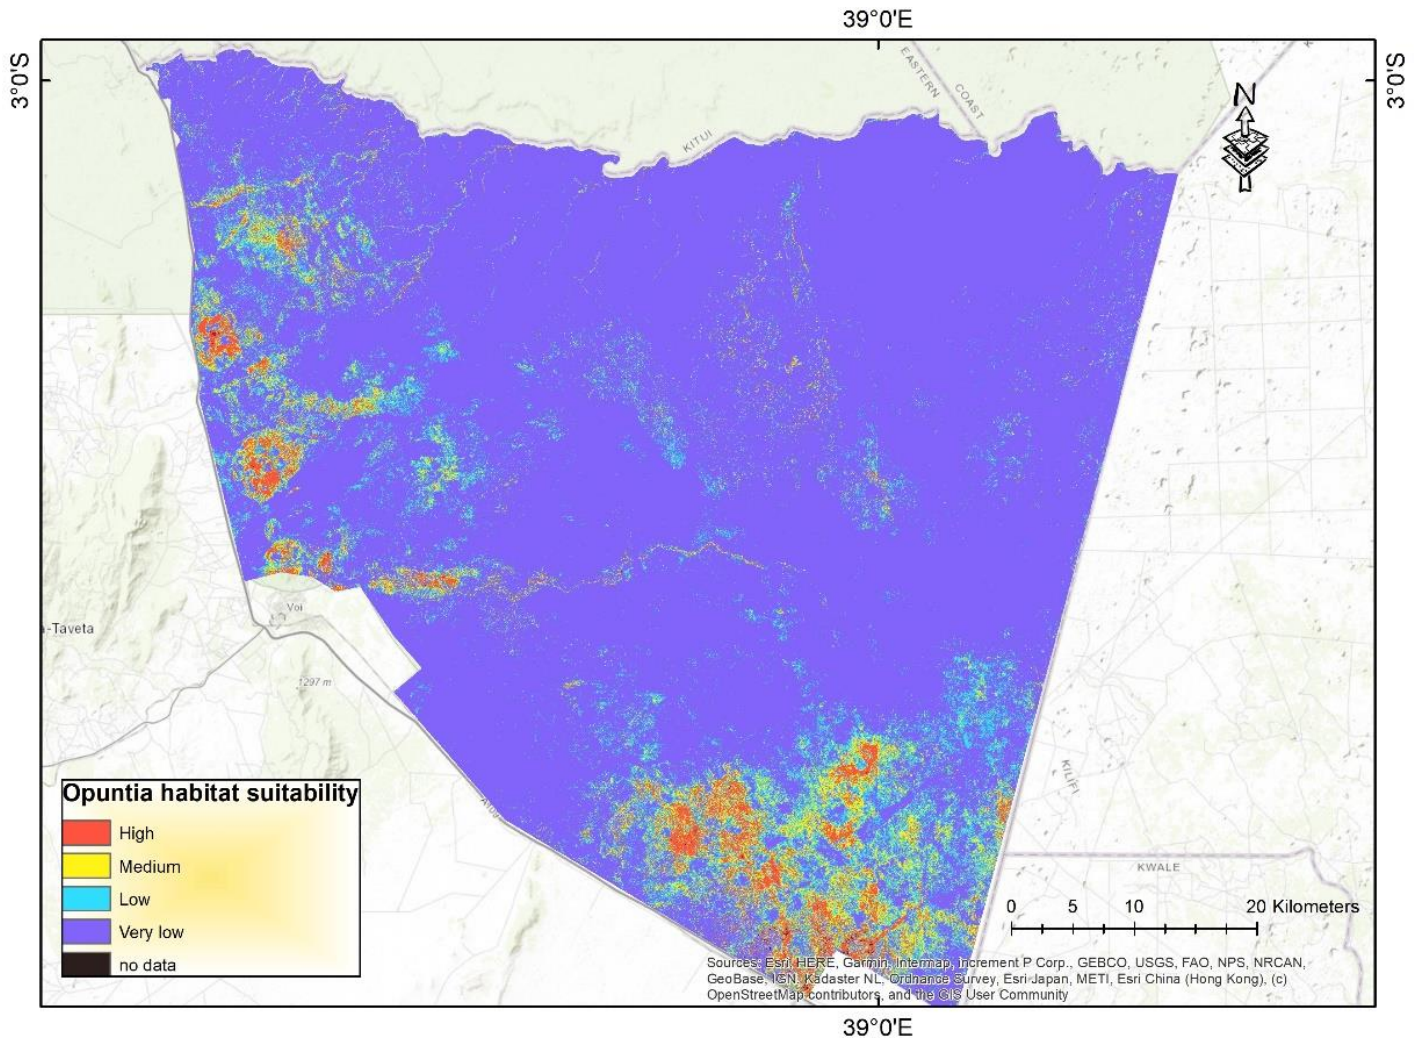 39°0'E
3°0'S
3°0'S
EASTERN
COAST
KITUI
N
Voi
a-Taveta
1297 m
A109
KILIFI
KWALE
Opuntia habitat suitability
High
Medium
Low
Very low
no data
0 5 10 20 Kilometers
Sources: Esri, HERE, Garmin, Intermap, increment P Corp., GEBCO, USGS, FAO, NPS, NRCAN,
GeoBase, IGN, Kadaster NL, Ordnance Survey, Esri Japan, METI, Esri China (Hong Kong), (c)
OpenStreetMap contributors, and the GIS User Community
39°0'E